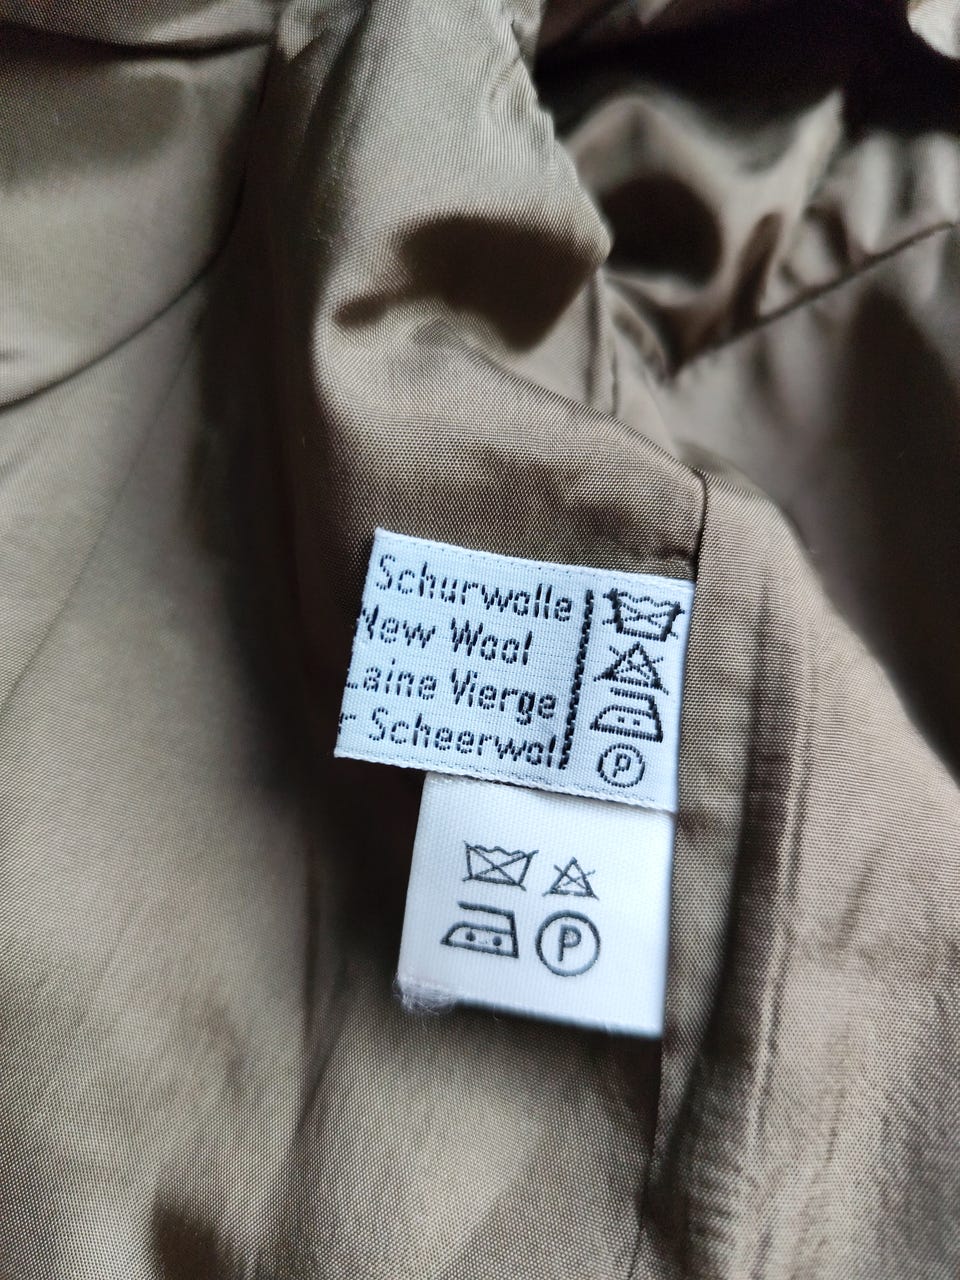 Schurwolle
New Wool
Laine Vierge
r Scheerwol
P
P